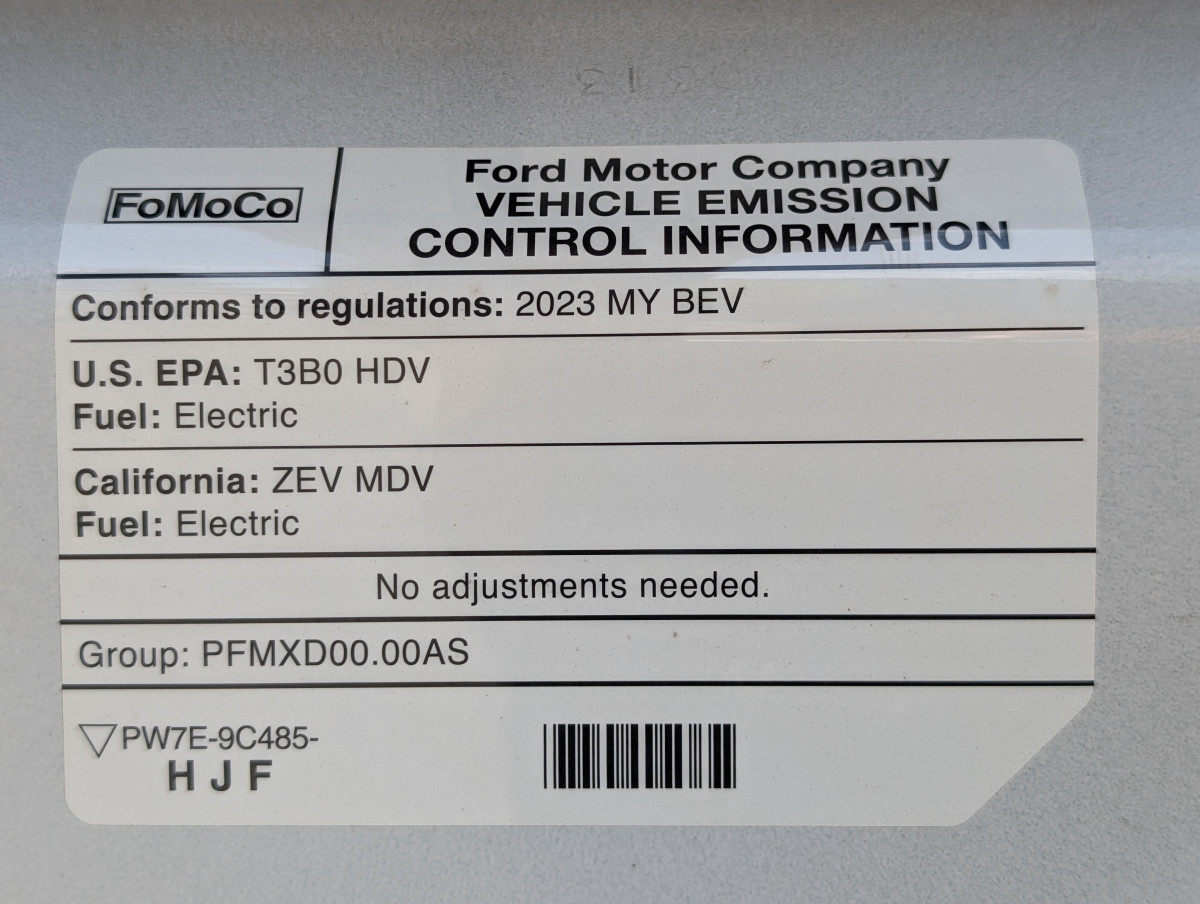 FoMoCo
Ford Motor Company
VEHICLE EMISSION
CONTROL INFORMATION
Conforms to regulations: 2023 MY BEV
U.S. EPA: T3B0 HDV
Fuel: Electric
California: ZEV MDV
Fuel: Electric
No adjustments needed.
Group: PFMXD00.00AS
PW7E-9C485-
H J F